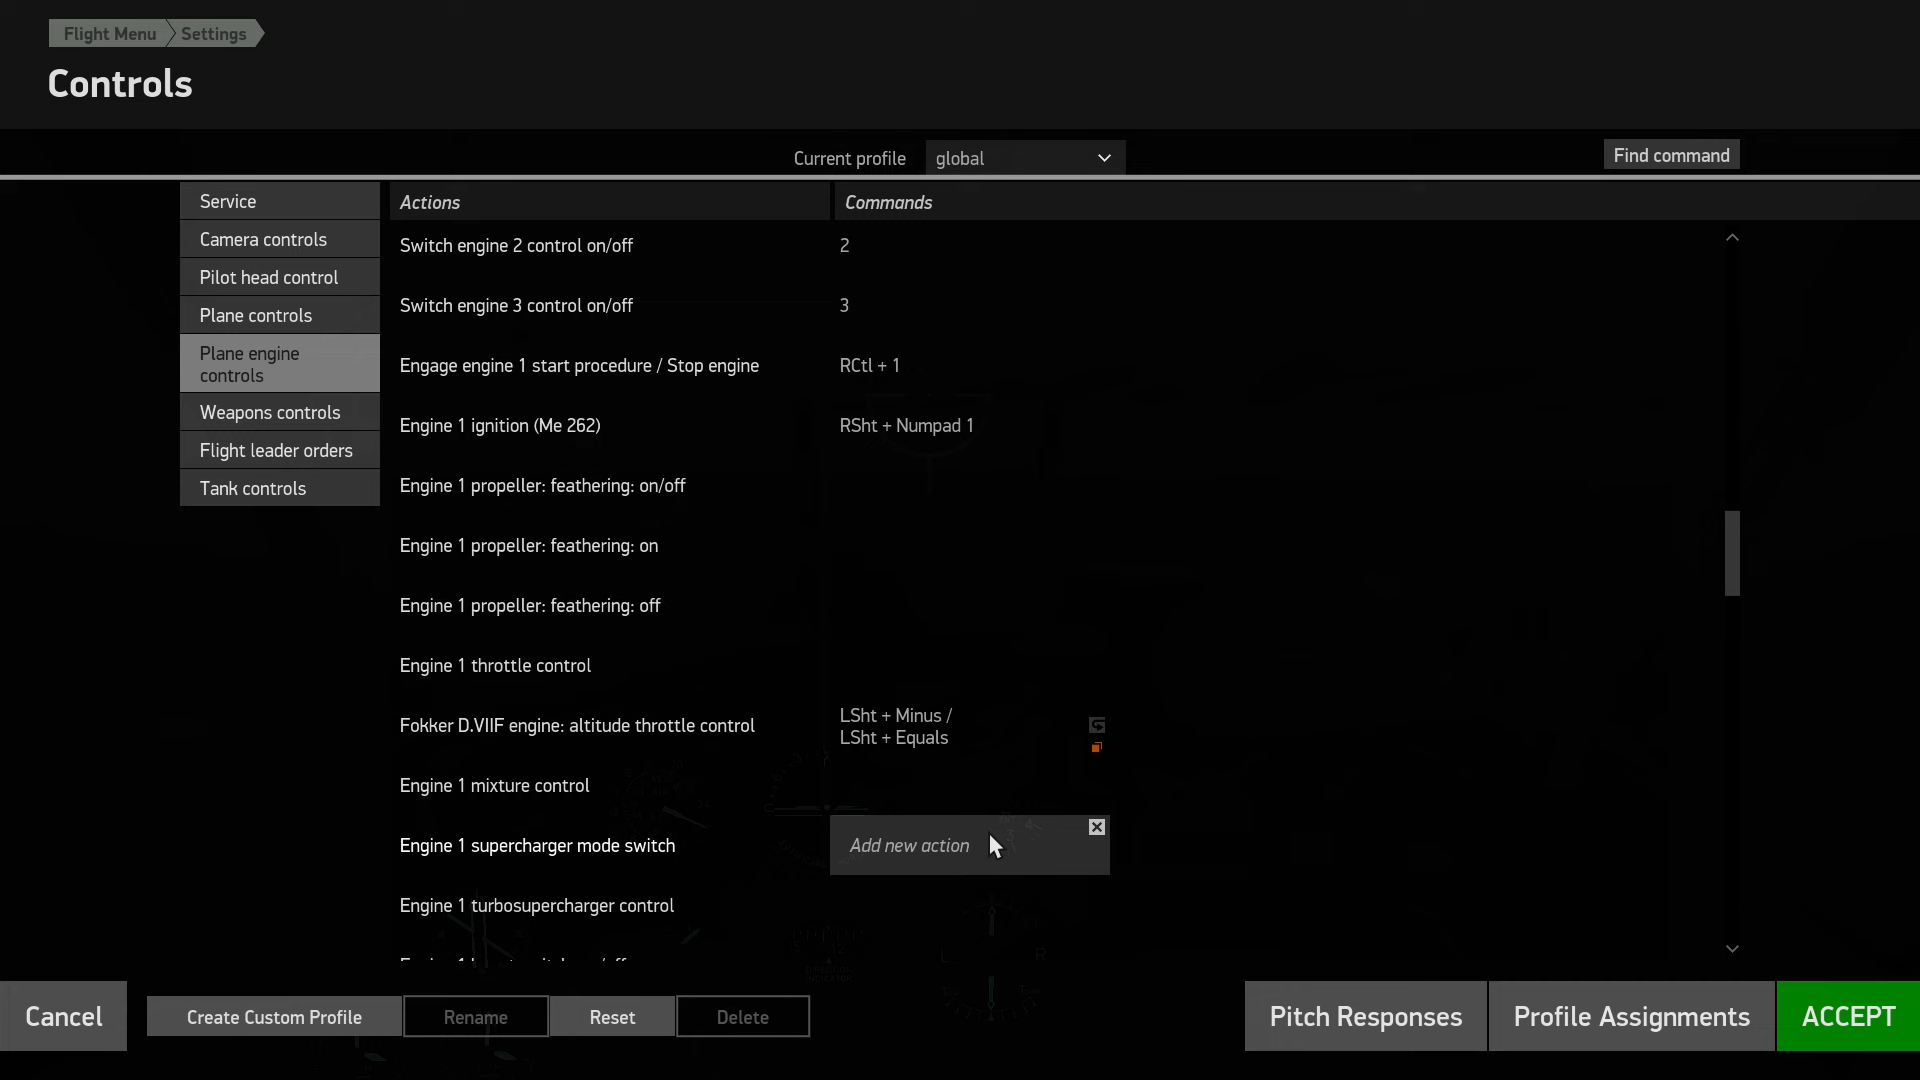 Flight Menu
Settings
Controls
Current profile
global
Find command
Service
Camera controls
Pilot head control
Plane controls
Plane engine
controls
Weapons controls
Flight leader orders
Tank controls
Actions
Commands
Switch engine 2 control on/off
2
Switch engine 3 control on/off
3
Engage engine 1 start procedure / Stop engine
RCtl + 1
Engine 1 ignition (Me 262)
RSht + Numpad 1
Engine 1 propeller: feathering: on/off
Engine 1 propeller: feathering: on
Engine 1 propeller: feathering: off
Engine 1 throttle control
Fokker D.VIIF engine: altitude throttle control
LSht + Minus /
LSht + Equals
Engine 1 mixture control
Engine 1 supercharger mode switch
Add new action
Engine 1 turbosupercharger control
Cancel
Create Custom Profile
Rename
Reset
Delete
Pitch Responses
Profile Assignments
ACCEPT